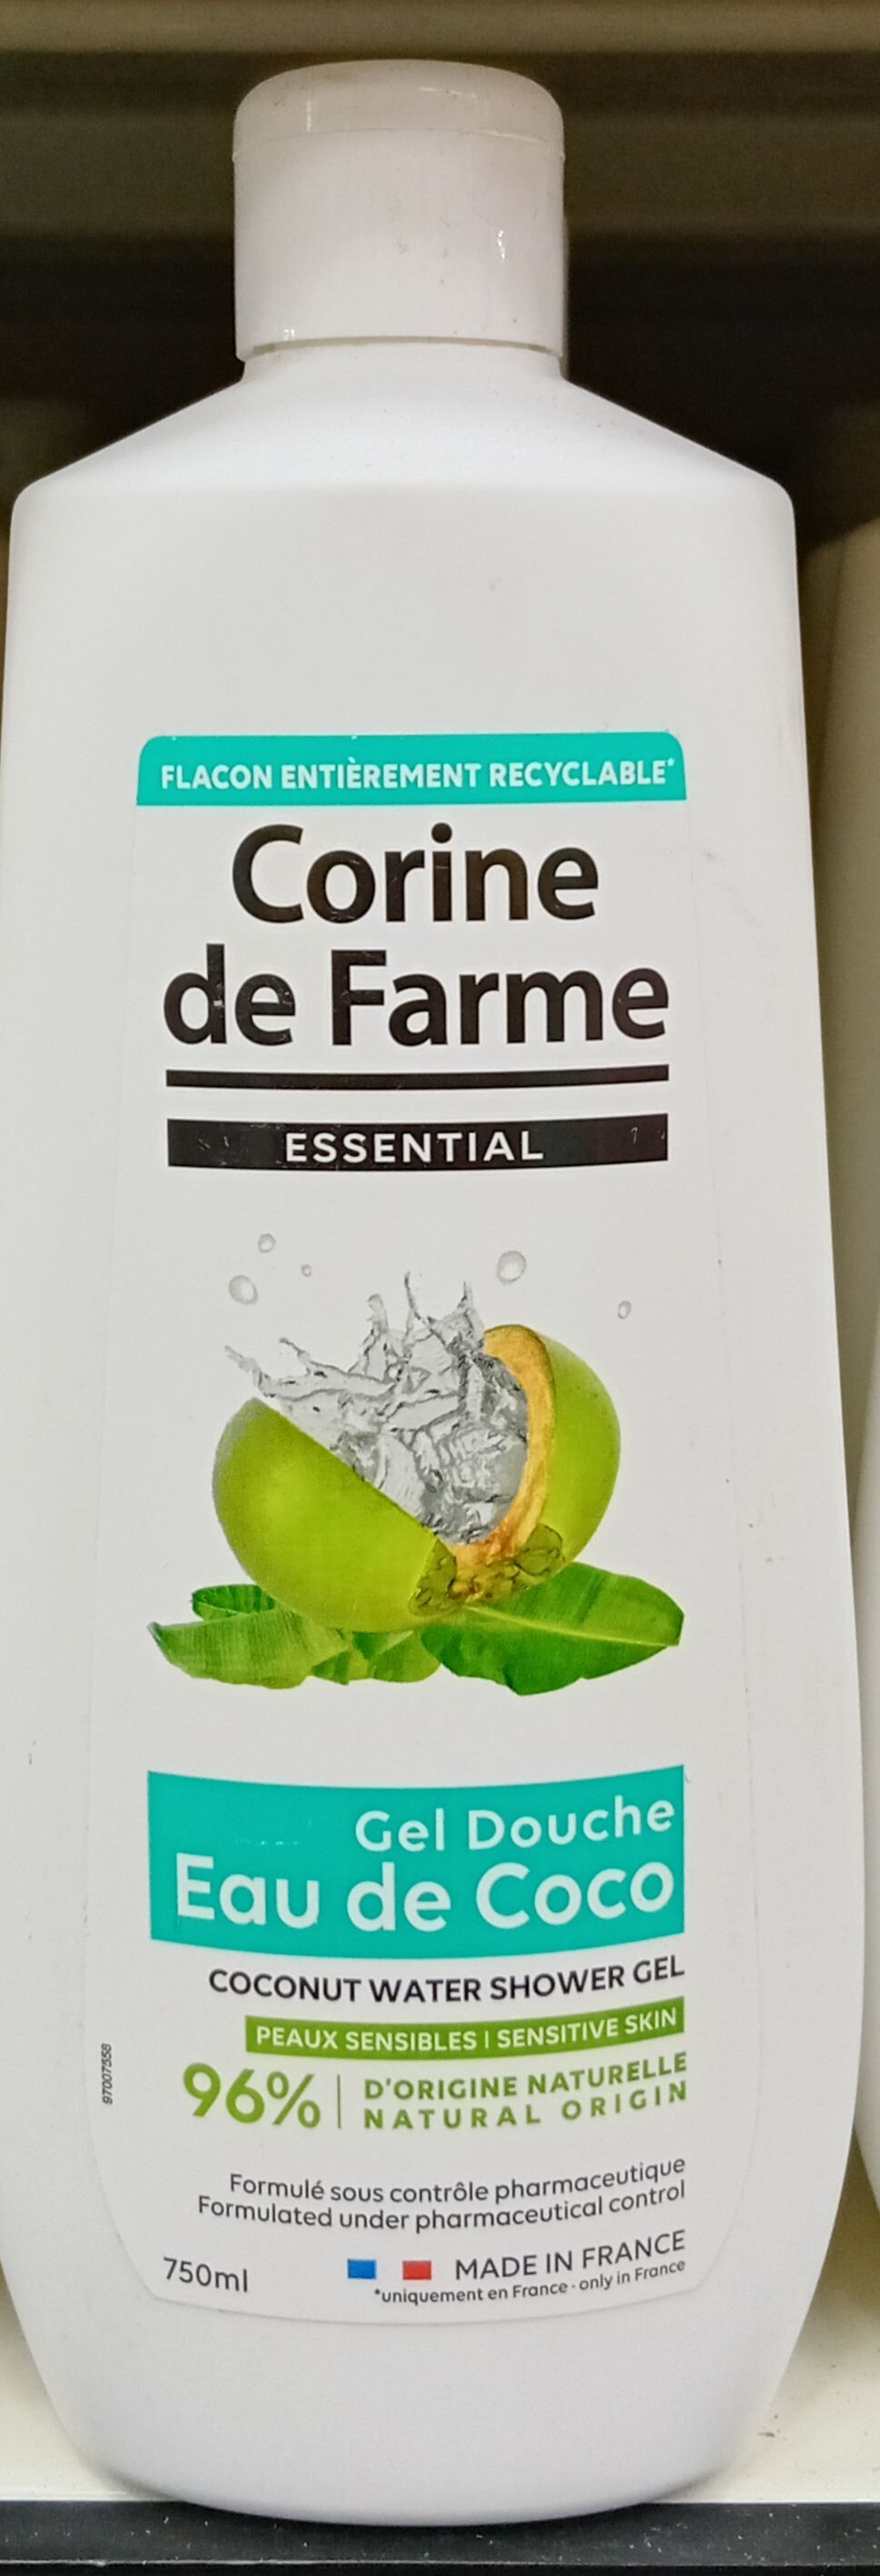 FLACON ENTIÈREMENT RECYCLABLE*
Corine
de Farme
ESSENTIAL
Gel Douche
Eau de Coco
COCONUT WATER SHOWER GEL
PEAUX SENSIBLES | SENSITIVE SKIN
96% | D'ORIGINE NATURELLE
NATURAL ORIGIN
Formulé sous contrôle pharmaceutique
Formulated under pharmaceutical control
750ml
MADE IN FRANCE
*uniquement en France - only in France
97007558